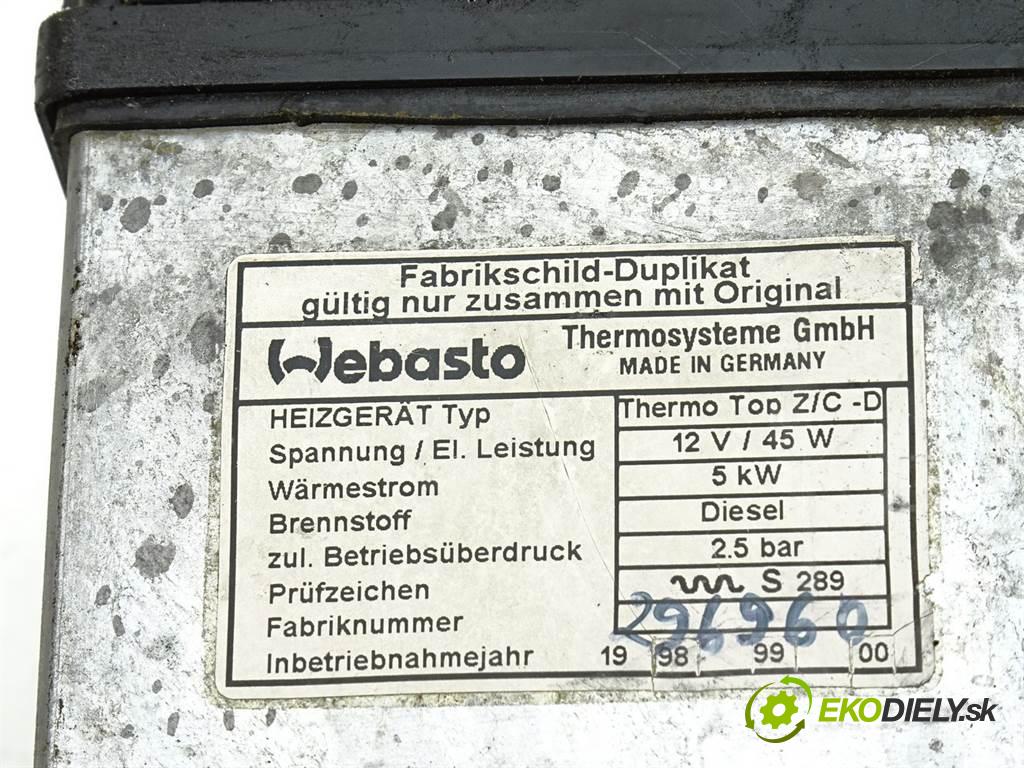 Fabrikschild-Duplikat
gültig nur zusammen mit Original
Webasto Thermosysteme GmbH
MADE IN GERMANY
HEIZGERÄT Typ Thermo Top Z/C -D
Spannung / El. Leistung 12 V / 45 W
Wärmestrom 5 kW
Brennstoff Diesel
zul. Betriebsüberdruck 2.5 bar
Prüfzeichen S 289
Fabriknummer 296960
Inbetriebnahmejahr 19 98 99 00
EKODIELY.sk